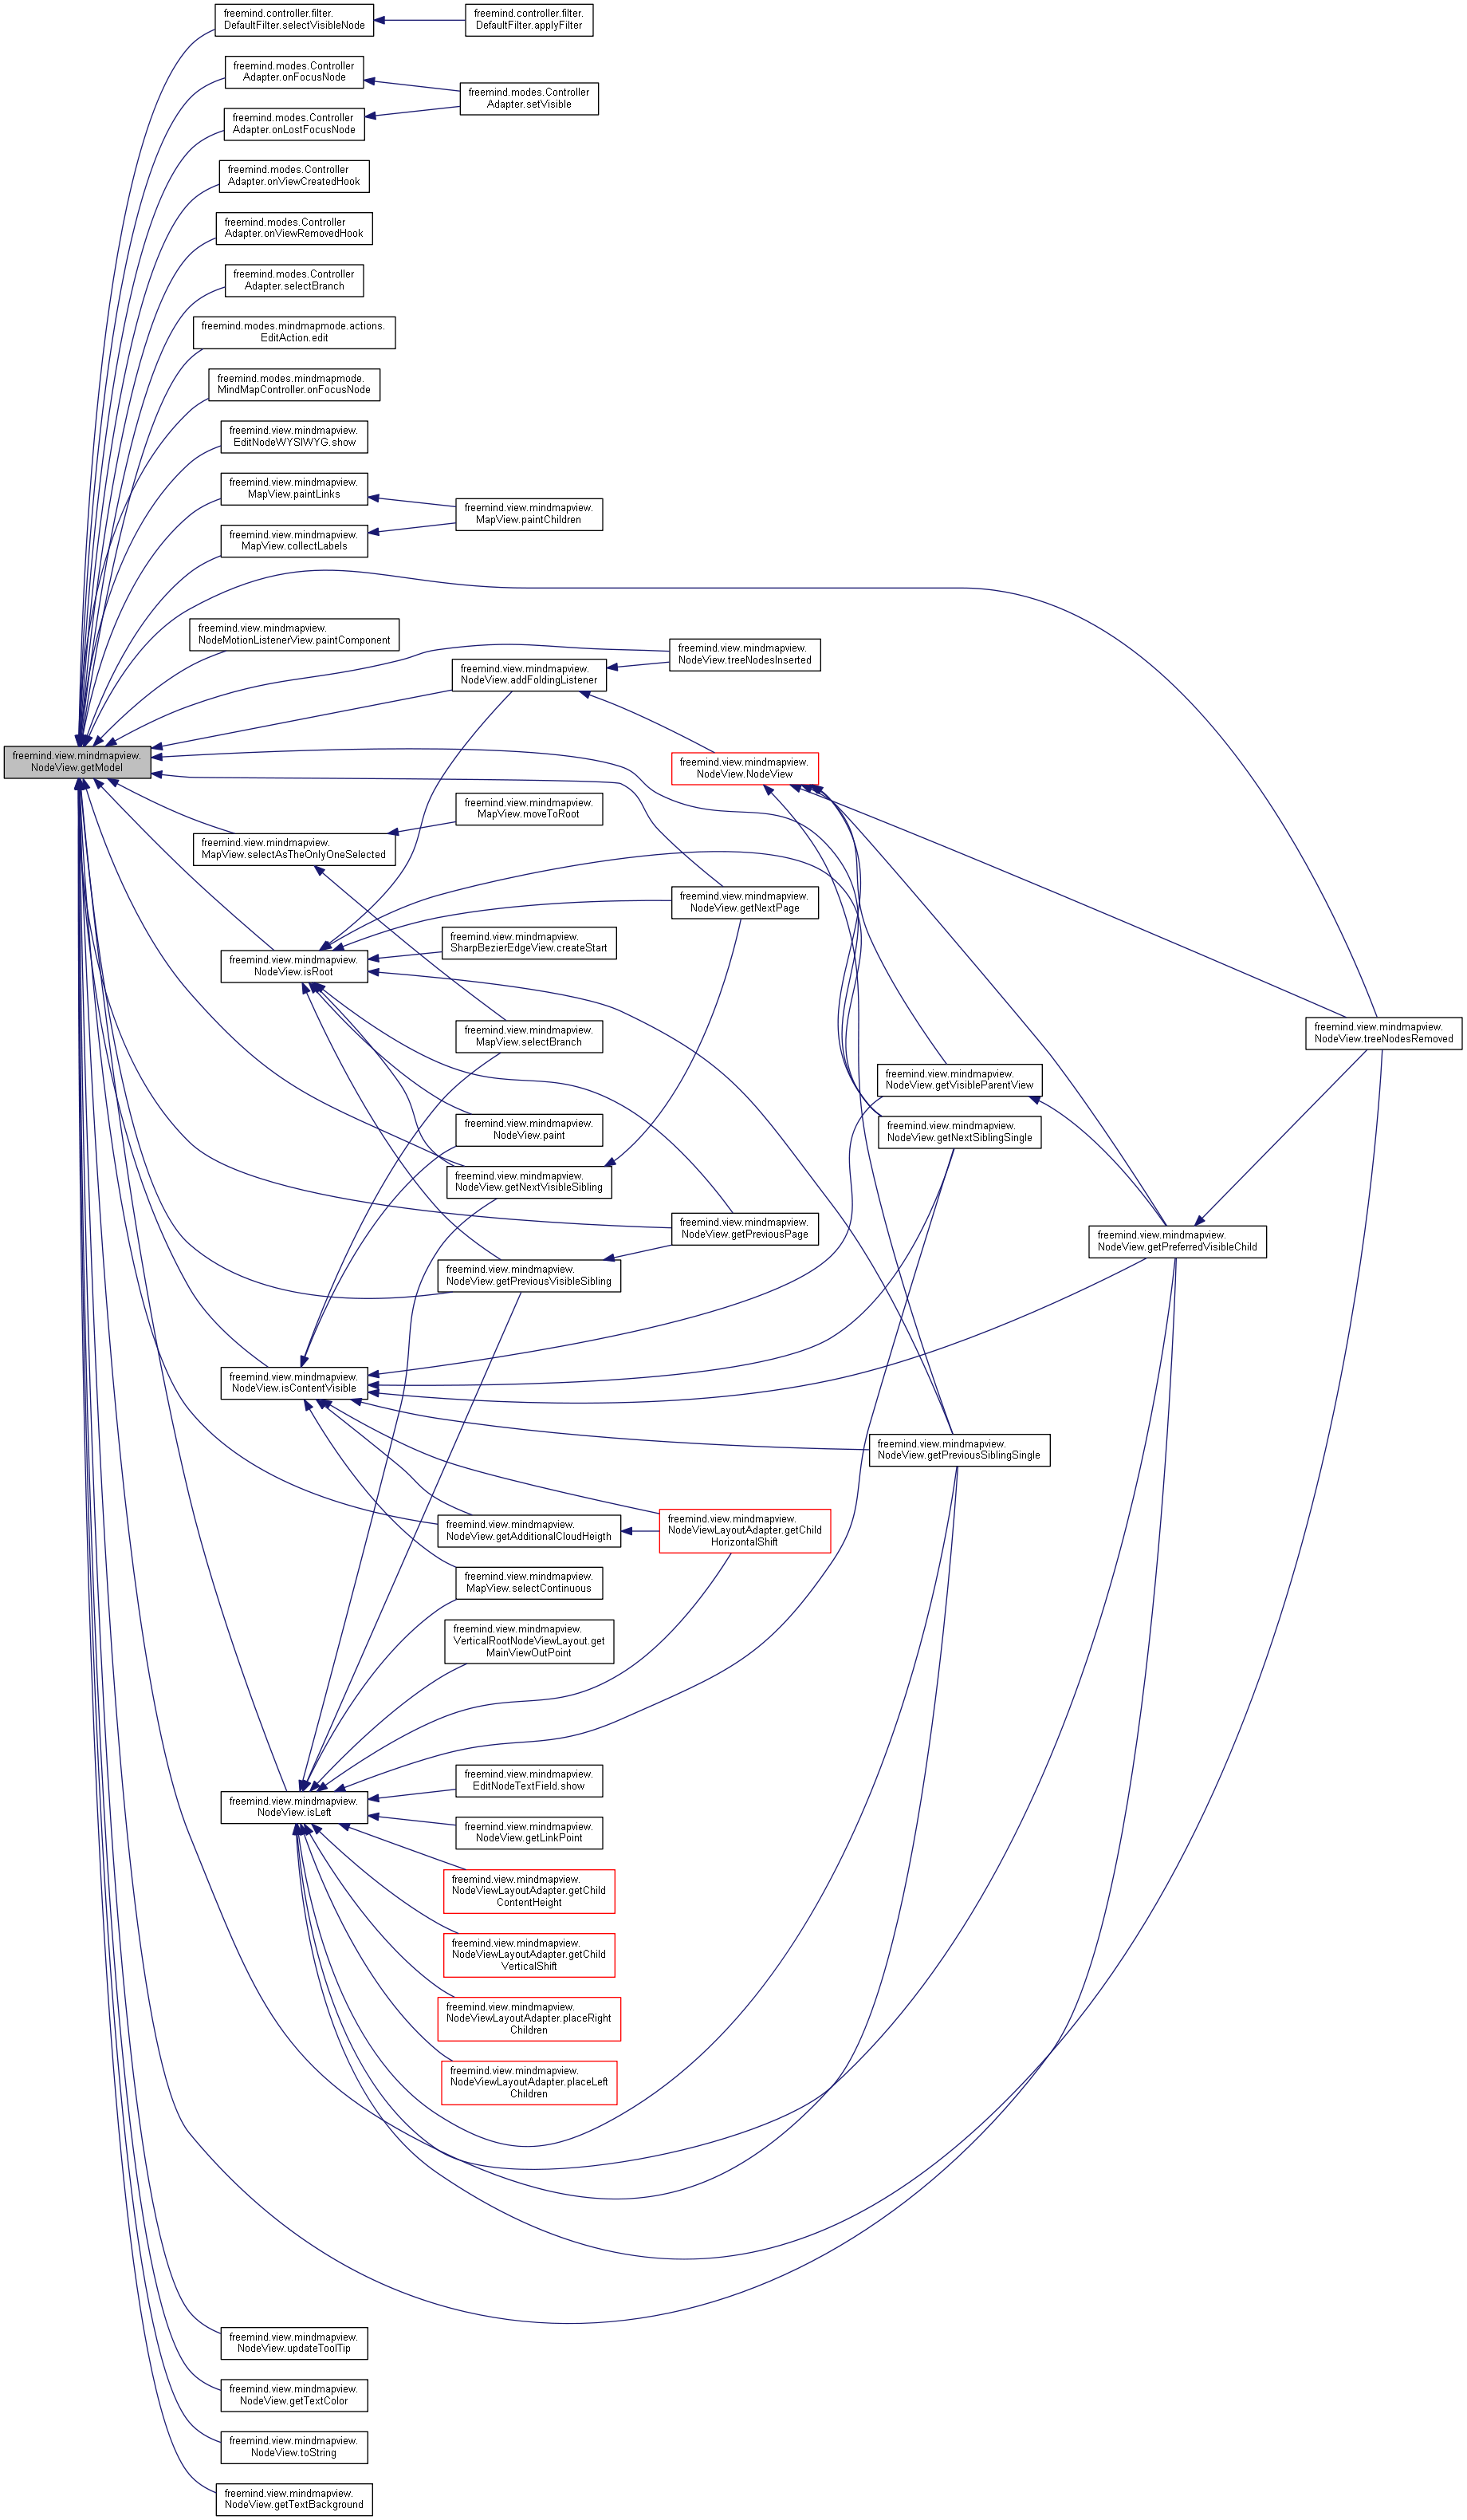 freemind.controller.filter.
DefaultFilter.selectVisibleNode
freemind.controller.filter.
DefaultFilter.applyFilter
freemind.modes.Controller
Adapter.onFocusNode
freemind.modes.Controller
Adapter.setVisible
freemind.modes.Controller
Adapter.onLostFocusNode
freemind.modes.Controller
Adapter.onViewCreatedHook
freemind.modes.Controller
Adapter.onViewRemovedHook
freemind.modes.Controller
Adapter.selectBranch
freemind.modes.mindmapmode.actions.
EditAction.edit
freemind.modes.mindmapmode.
MindMapController.onFocusNode
freemind.view.mindmapview.
EditNodeWYSIWYG.show
freemind.view.mindmapview.
MapView.paintLinks
freemind.view.mindmapview.
MapView.paintChildren
freemind.view.mindmapview.
MapView.collectLabels
freemind.view.mindmapview.
NodeMotionListenerView.paintComponent
freemind.view.mindmapview.
NodeView.treeNodesInserted
freemind.view.mindmapview.
NodeView.addFoldingListener
freemind.view.mindmapview.
NodeView.getModel
freemind.view.mindmapview.
NodeView.NodeView
freemind.view.mindmapview.
MapView.moveToRoot
freemind.view.mindmapview.
MapView.selectAsTheOnlyOneSelected
freemind.view.mindmapview.
NodeView.getNextPage
freemind.view.mindmapview.
SharpBezierEdgeView.createStart
freemind.view.mindmapview.
NodeView.isRoot
freemind.view.mindmapview.
MapView.selectBranch
freemind.view.mindmapview.
NodeView.treeNodesRemoved
freemind.view.mindmapview.
NodeView.getVisibleParentView
freemind.view.mindmapview.
NodeView.paint
freemind.view.mindmapview.
NodeView.getNextSiblingSingle
freemind.view.mindmapview.
NodeView.getNextVisibleSibling
freemind.view.mindmapview.
NodeView.getPreviousPage
freemind.view.mindmapview.
NodeView.getPreferredVisibleChild
freemind.view.mindmapview.
NodeView.getPreviousVisibleSibling
freemind.view.mindmapview.
NodeView.isContentVisible
freemind.view.mindmapview.
NodeView.getPreviousSiblingSingle
freemind.view.mindmapview.
NodeView.getAdditionalCloudHeigth
freemind.view.mindmapview.
NodeViewLayoutAdapter.getChild
HorizontalShift
freemind.view.mindmapview.
MapView.selectContinuous
freemind.view.mindmapview.
VerticalRootNodeViewLayout.get
MainViewOutPoint
freemind.view.mindmapview.
EditNodeTextField.show
freemind.view.mindmapview.
NodeView.isLeft
freemind.view.mindmapview.
NodeView.getLinkPoint
freemind.view.mindmapview.
NodeViewLayoutAdapter.getChild
ContentHeight
freemind.view.mindmapview.
NodeViewLayoutAdapter.getChild
VerticalShift
freemind.view.mindmapview.
NodeViewLayoutAdapter.placeRight
Children
freemind.view.mindmapview.
NodeViewLayoutAdapter.placeLeft
Children
freemind.view.mindmapview.
NodeView.updateToolTip
freemind.view.mindmapview.
NodeView.getTextColor
freemind.view.mindmapview.
NodeView.toString
freemind.view.mindmapview.
NodeView.getTextBackground